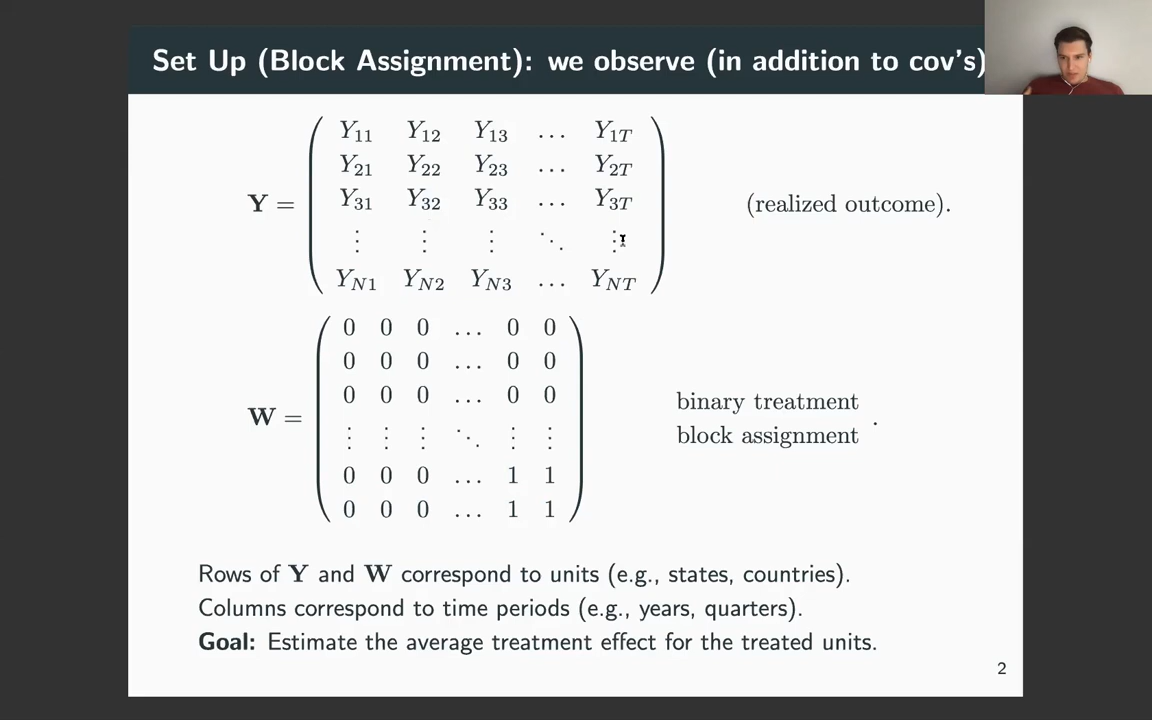 Set Up (Block Assignment): we observe (in addition to cov's)
Y = ( Y11 Y12 Y13 … Y1T
Y21 Y22 Y23 … Y2T
Y31 Y32 Y33 … Y3T
⋮ ⋮ ⋮ ⋱ ⋮
YN1 YN2 YN3 … YNT ) (realized outcome).
W = ( 0 0 0 … 0 0
0 0 0 … 0 0
0 0 0 … 0 0
⋮ ⋮ ⋮ ⋱ ⋮ ⋮
0 0 0 … 1 1
0 0 0 … 1 1 )
binary treatment
block assignment .
Rows of Y and W correspond to units (e.g., states, countries).
Columns correspond to time periods (e.g., years, quarters).
Goal: Estimate the average treatment effect for the treated units.
2